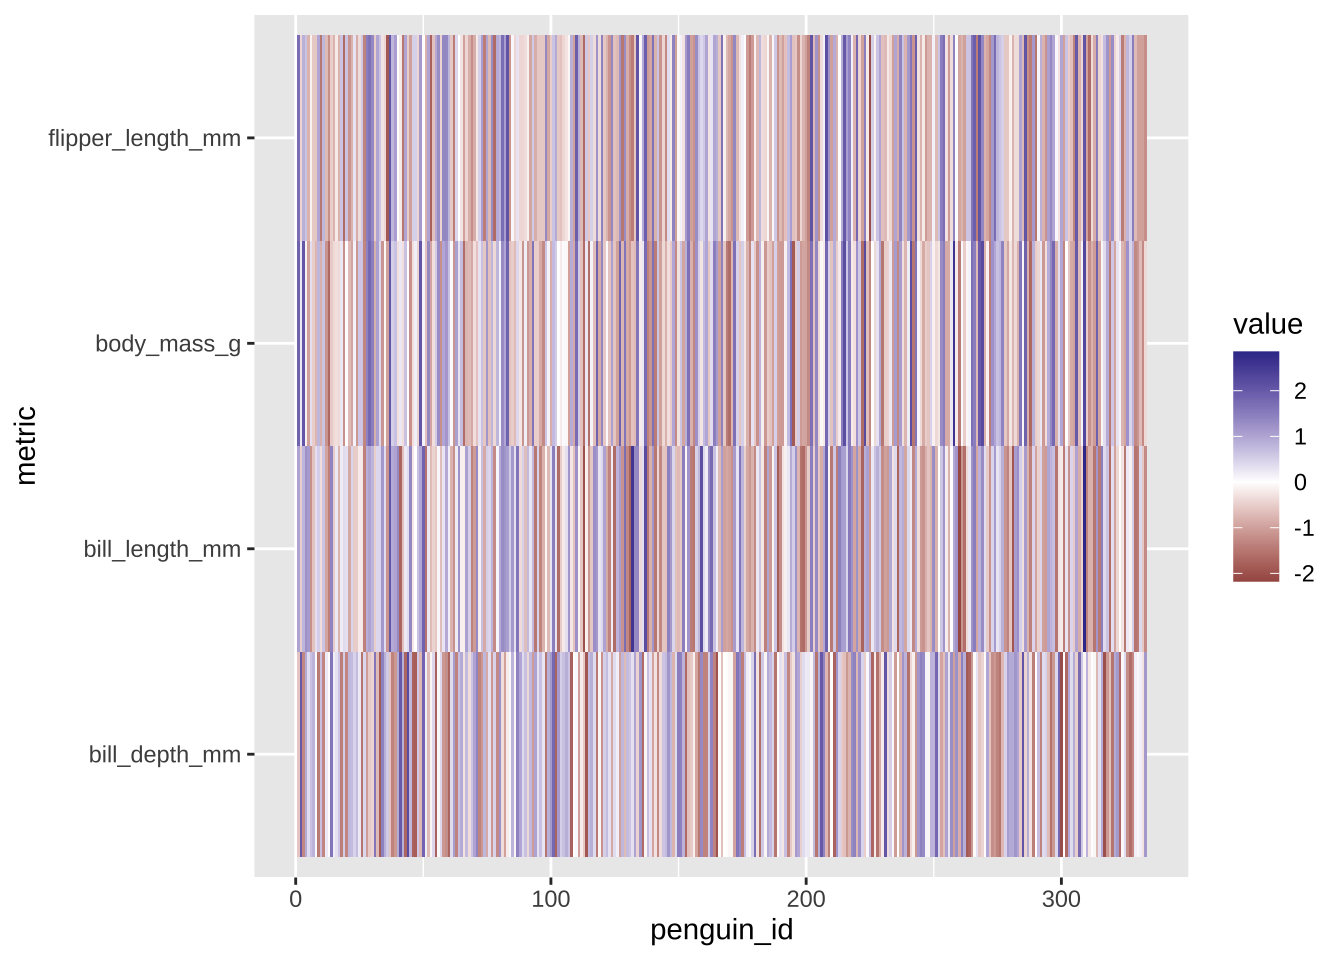 flipper_length_mm
body_mass_g
bill_length_mm
bill_depth_mm
metric
0 100 200 300
penguin_id
value
2
1
0
-1
-2